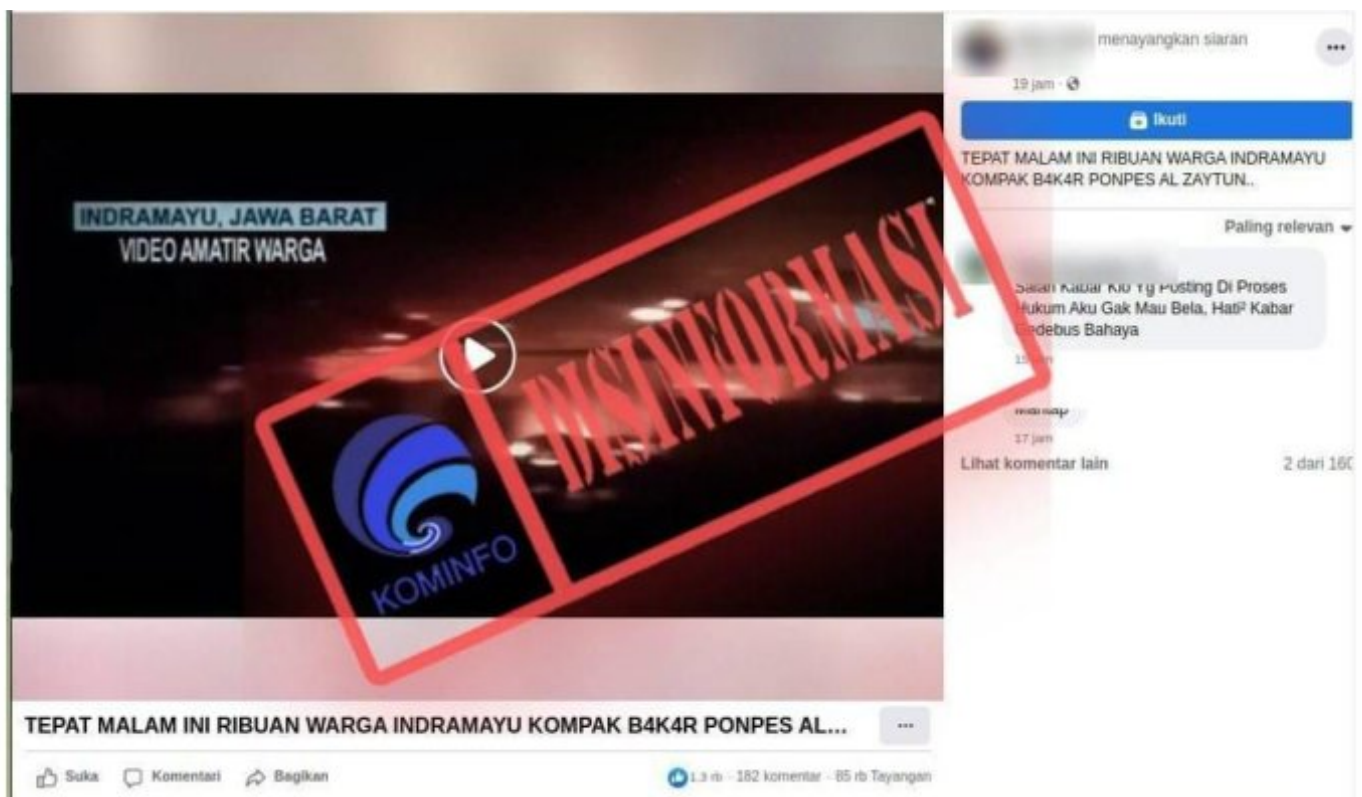 INDRAMAYU, JAWA BARAT
VIDEO AMATIR WARGA
DISINFORMASI
KOMINFO
TEPAT MALAM INI RIBUAN WARGA INDRAMAYU KOMPAK B4K4R PONPES AL...
Suka Komentari Bagikan
1.3 rb · 182 komentar · 85 rb Tayangan
menayangkan siaran
19 jam
Ikuti
TEPAT MALAM INI RIBUAN WARGA INDRAMAYU
KOMPAK B4K4R PONPES AL ZAYTUN..
Paling relevan
Salah Kabar Klo Yg Posting Di Proses
Hukum Aku Gak Mau Bela, Hati² Kabar
Bahaya
17 jam
Lihat komentar lain
2 dari 160